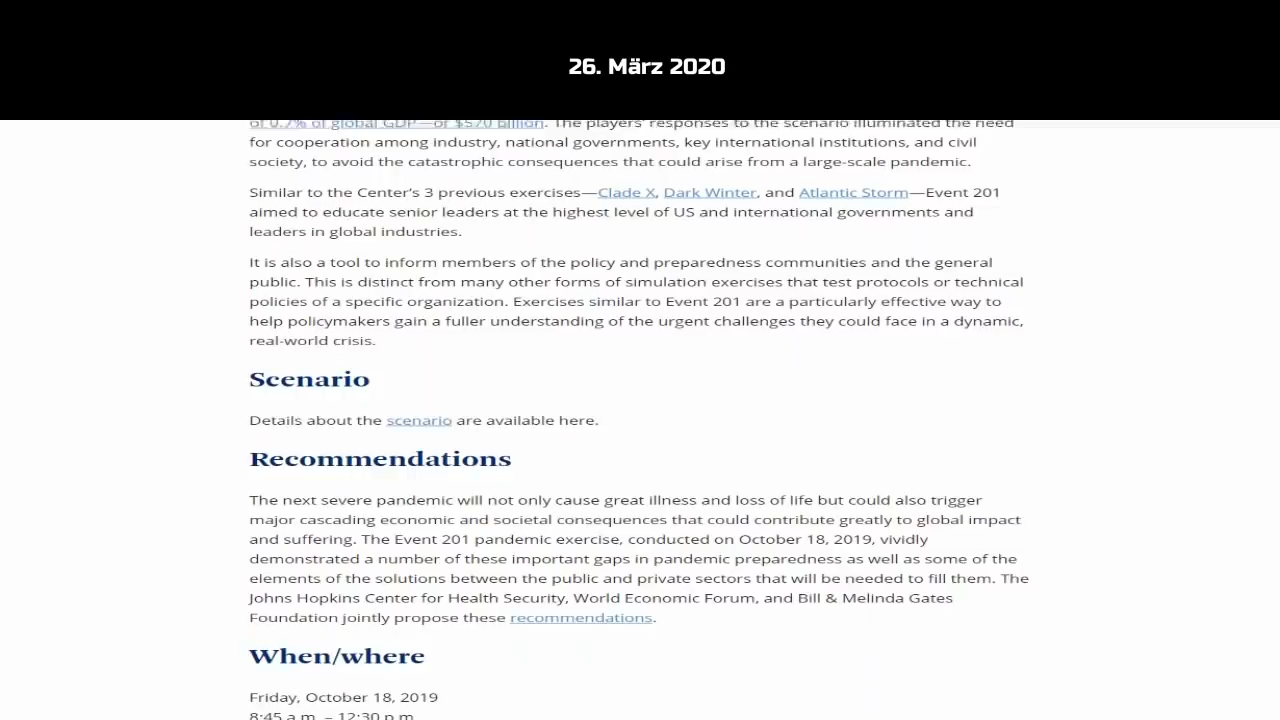 26. März 2020
of 0.7% of global GDP—or $570 billion. The players' responses to the scenario illuminated the need
for cooperation among industry, national governments, key international institutions, and civil
society, to avoid the catastrophic consequences that could arise from a large-scale pandemic.
Similar to the Center's 3 previous exercises—Clade X, Dark Winter, and Atlantic Storm—Event 201
aimed to educate senior leaders at the highest level of US and international governments and
leaders in global industries.
It is also a tool to inform members of the policy and preparedness communities and the general
public. This is distinct from many other forms of simulation exercises that test protocols or technical
policies of a specific organization. Exercises similar to Event 201 are a particularly effective way to
help policymakers gain a fuller understanding of the urgent challenges they could face in a dynamic,
real-world crisis.
Scenario
Details about the scenario are available here.
Recommendations
The next severe pandemic will not only cause great illness and loss of life but could also trigger
major cascading economic and societal consequences that could contribute greatly to global impact
and suffering. The Event 201 pandemic exercise, conducted on October 18, 2019, vividly
demonstrated a number of these important gaps in pandemic preparedness as well as some of the
elements of the solutions between the public and private sectors that will be needed to fill them. The
Johns Hopkins Center for Health Security, World Economic Forum, and Bill & Melinda Gates
Foundation jointly propose these recommendations.
When/where
Friday, October 18, 2019
8:45 a.m. – 12:30 p.m.